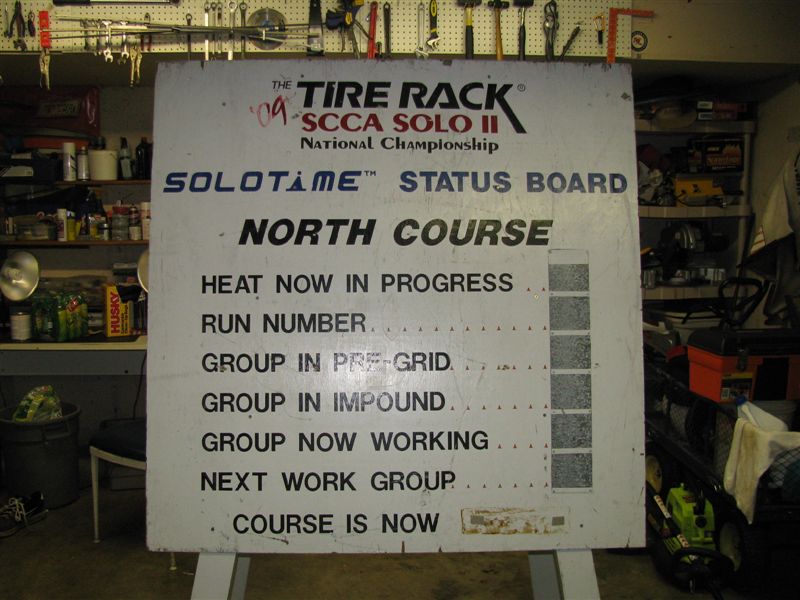 THE TIRE RACK®
'09
SCCA SOLO II
National Championship
SOLOTIME™ STATUS BOARD
NORTH COURSE
HEAT NOW IN PROGRESS . .
RUN NUMBER . . . . . . . . . . . .
GROUP IN PRE-GRID . . . . . . .
GROUP IN IMPOUND . . . . . . .
GROUP NOW WORKING . . . .
NEXT WORK GROUP . . . . . . .
COURSE IS NOW
HUSKY